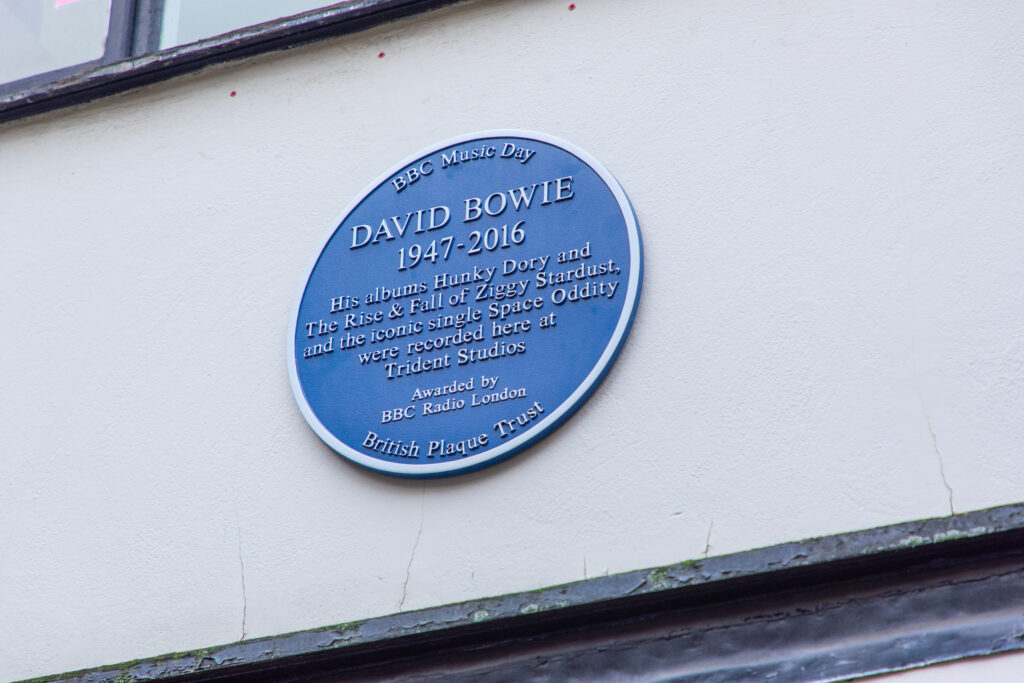 BBC Music Day
DAVID BOWIE
1947-2016
His albums Hunky Dory and
The Rise & Fall of Ziggy Stardust,
and the iconic single Space Oddity
were recorded here at
Trident Studios
Awarded by
BBC Radio London
British Plaque Trust